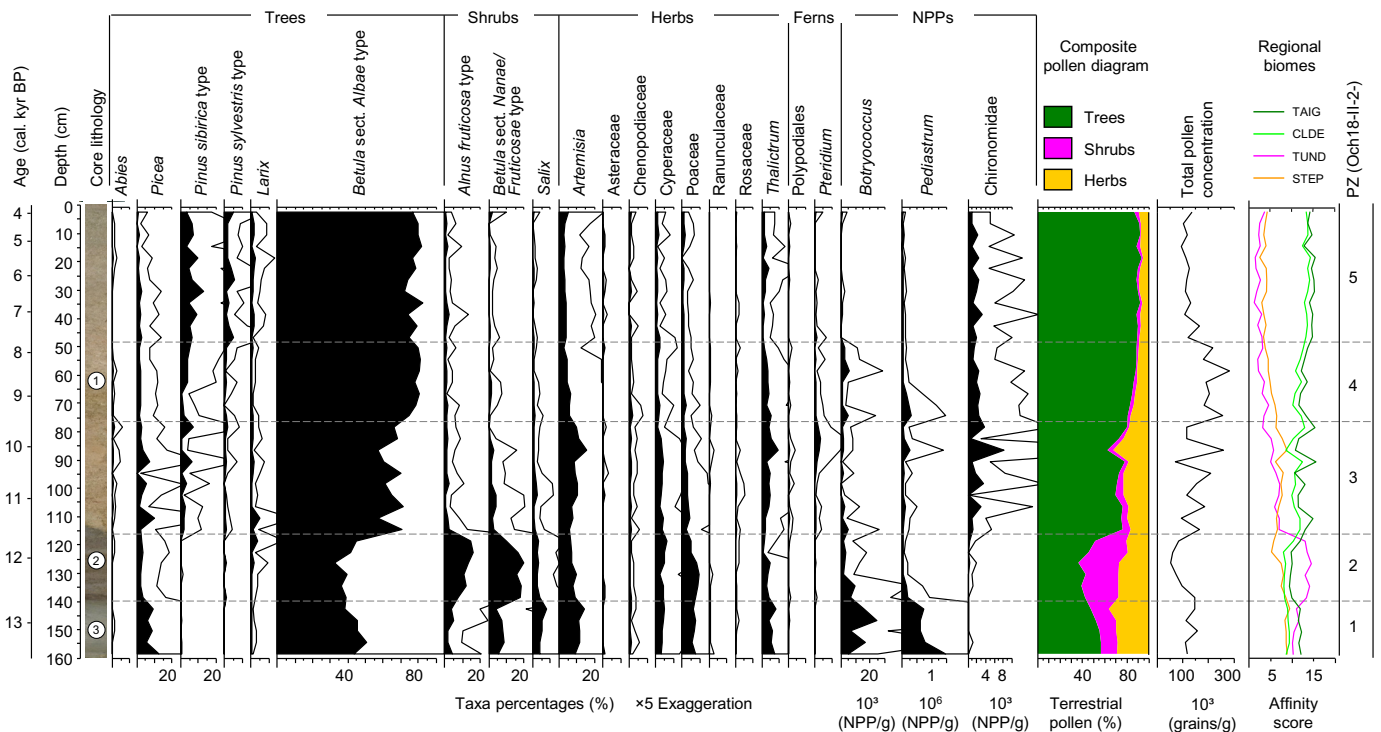 Trees
Shrubs
Herbs
Ferns
NPPs
Age (cal. kyr BP)
Depth (cm)
Core lithology
Abies
Picea
Pinus sibirica type
Pinus sylvestris type
Larix
Betula sect. Albae type
Alnus fruticosa type
Betula sect. Nanae/
Fruticosae type
Salix
Artemisia
Asteraceae
Chenopodiaceae
Cyperaceae
Poaceae
Ranunculaceae
Rosaceae
Thalictrum
Polypodiales
Pteridium
Botryococcus
Pediastrum
Chironomidae
Composite
pollen diagram
Trees
Shrubs
Herbs
Total pollen
concentration
Regional
biomes
TAIG
CLDE
TUND
STEP
PZ (Och18-II-2-)
4
5
6
7
8
9
10
11
12
13
0
10
20
30
40
50
60
70
80
90
100
110
120
130
140
150
160
1
2
3
5
4
3
2
1
20
20
40
80
20
20
20
20
1
4 8
40 80
100 300
5 15
Taxa percentages (%)
×5 Exaggeration
10³
(NPP/g)
10⁶
(NPP/g)
10³
(NPP/g)
Terrestrial
pollen (%)
10³
(grains/g)
Affinity
score